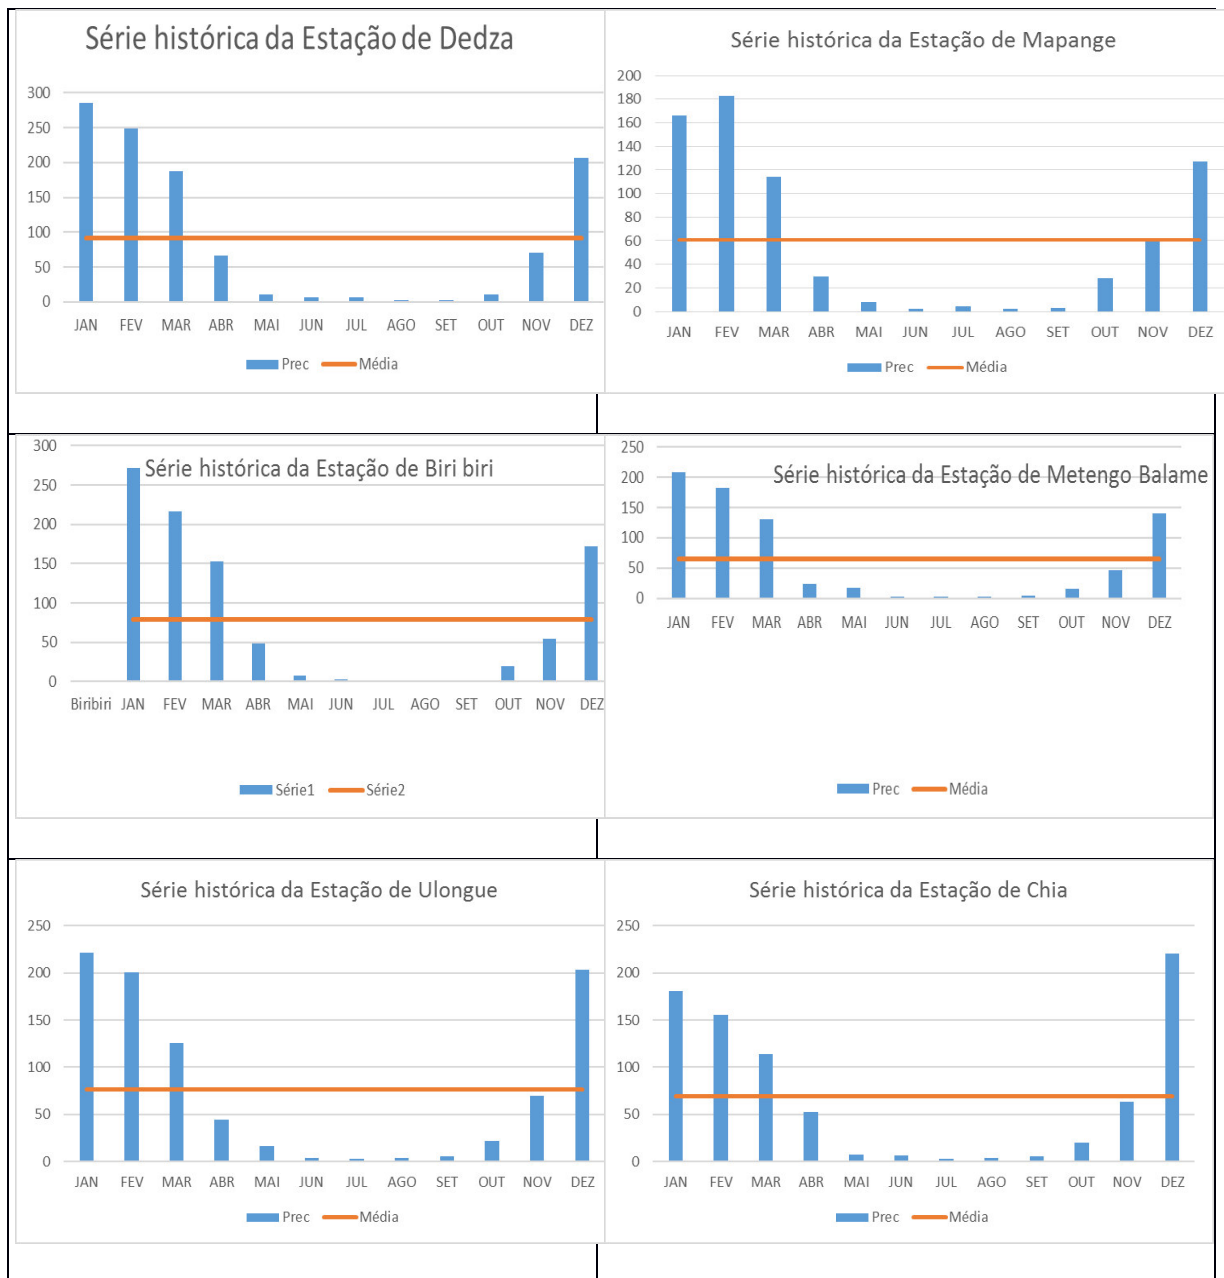 Série histórica da Estação de Dedza
300
250
200
150
100
50
0
JAN FEV MAR ABR MAI JUN JUL AGO SET OUT NOV DEZ
Prec Média
Série histórica da Estação de Mapange
200
180
160
140
120
100
80
60
40
20
0
JAN FEV MAR ABR MAI JUN JUL AGO SET OUT NOV DEZ
Prec Média
Série histórica da Estação de Biri biri
300
250
200
150
100
50
0
Biribiri JAN FEV MAR ABR MAI JUN JUL AGO SET OUT NOV DEZ
Série1 Série2
Série histórica da Estação de Metengo Balame
250
200
150
100
50
0
JAN FEV MAR ABR MAI JUN JUL AGO SET OUT NOV DEZ
Prec Média
Série histórica da Estação de Ulongue
250
200
150
100
50
0
JAN FEV MAR ABR MAI JUN JUL AGO SET OUT NOV DEZ
Prec Média
Série histórica da Estação de Chia
250
200
150
100
50
0
JAN FEV MAR ABR MAI JUN JUL AGO SET OUT NOV DEZ
Prec Média